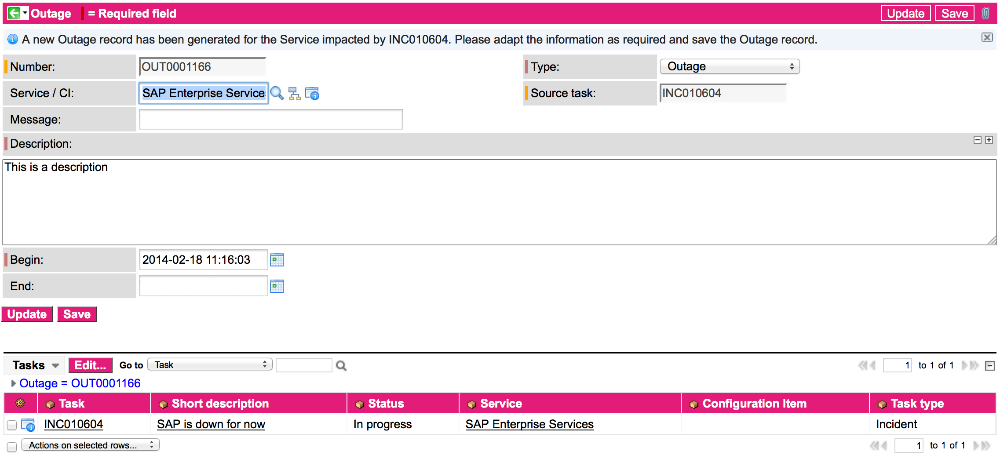 Outage = Required field Update Save
A new Outage record has been generated for the Service impacted by INC010604. Please adapt the information as required and save the Outage record.
Number: OUT0001166 Type: Outage
Service / CI: SAP Enterprise Service Source task: INC010604
Message:
Description:
This is a description
Begin: 2014-02-18 11:16:03
End:
Update Save
Tasks Edit... Go to Task 1 to 1 of 1
Outage = OUT0001166
Task Short description Status Service Configuration Item Task type
INC010604 SAP is down for now In progress SAP Enterprise Services Incident
Actions on selected rows... 1 to 1 of 1